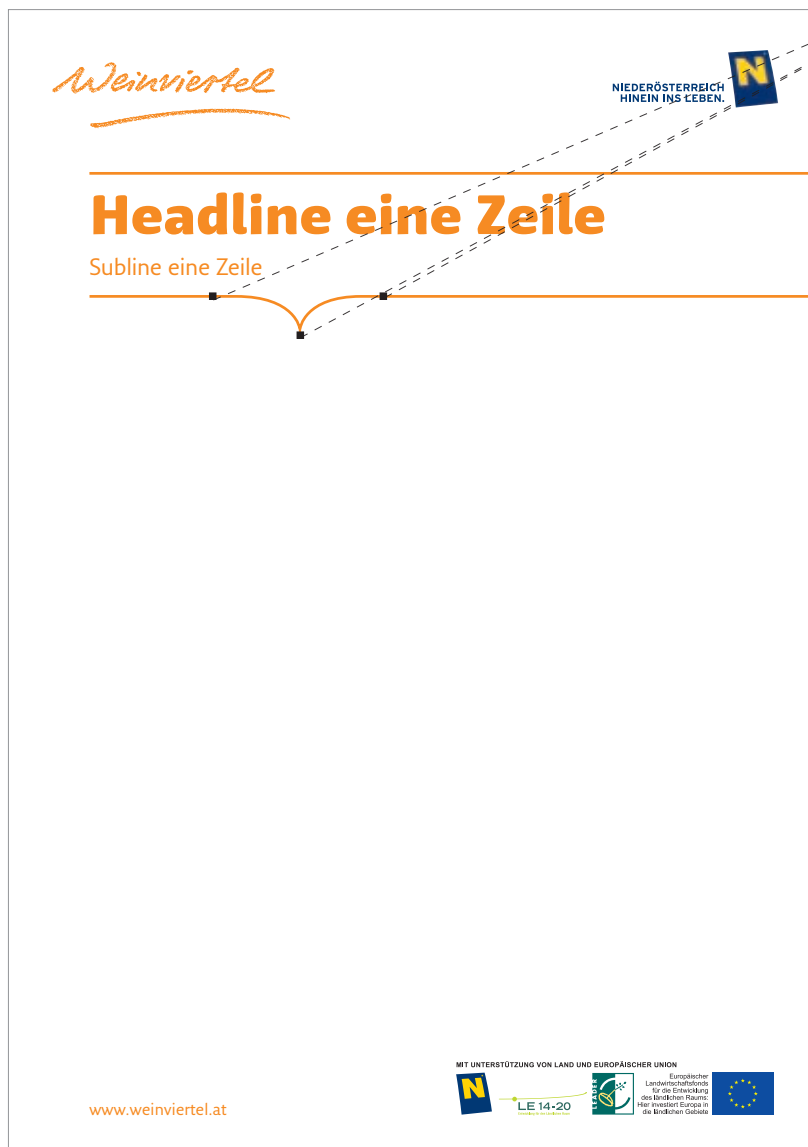 Weinviertel
NIEDERÖSTERREICH
HINEIN INS LEBEN.
N
Headline eine Zeile
Subline eine Zeile
www.weinviertel.at
MIT UNTERSTÜTZUNG VON LAND UND EUROPÄISCHER UNION
N
LE 14-20
LEADER
Europäischer
Landwirtschaftsfonds
für die Entwicklung
des ländlichen Raums:
Hier investiert Europa in
die ländlichen Gebiete